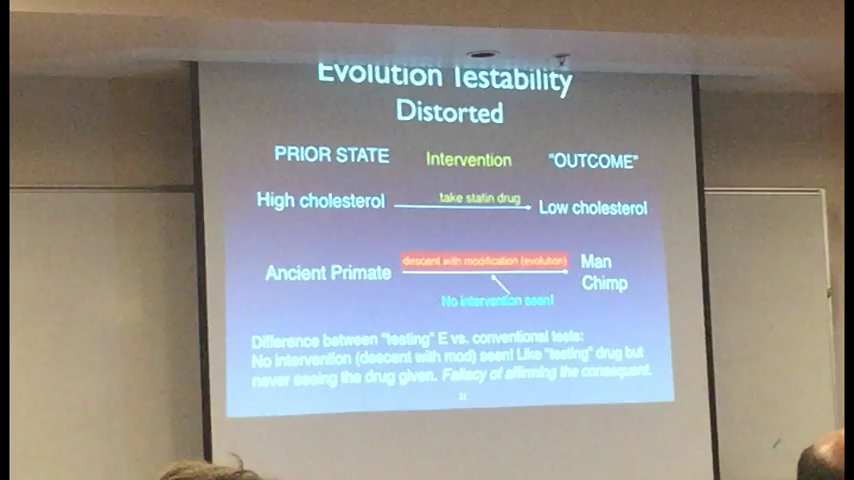 Evolution Testability
Distorted
PRIOR STATE Intervention "OUTCOME"
High cholesterol take statin drug Low cholesterol
Ancient Primate descent with modification (evolution) Man
Chimp
No intervention seen!
Difference between "testing" E vs. conventional tests:
No intervention (descent with mod) seen! Like "testing" drug but
never seeing the drug given. Fallacy of affirming the consequent.